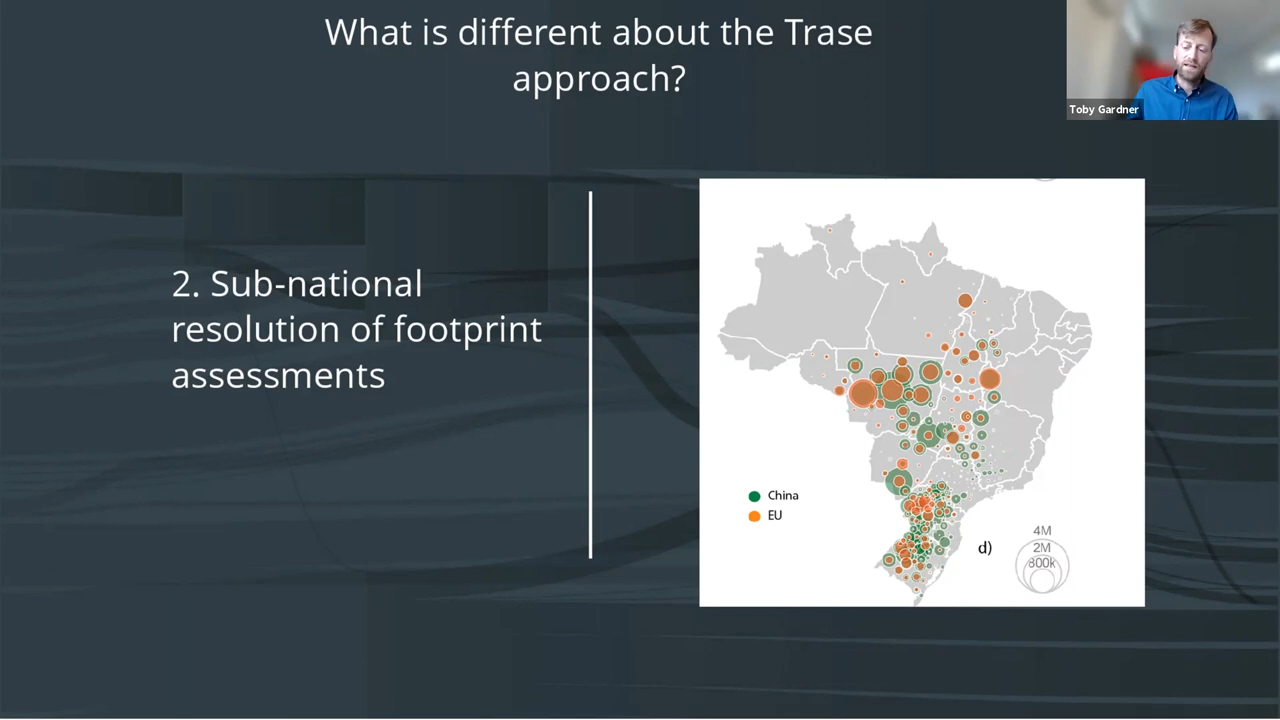 What is different about the Trase
approach?
Toby Gardner
2. Sub-national
resolution of footprint
assessments
China
EU
d)
4M
2M
800k